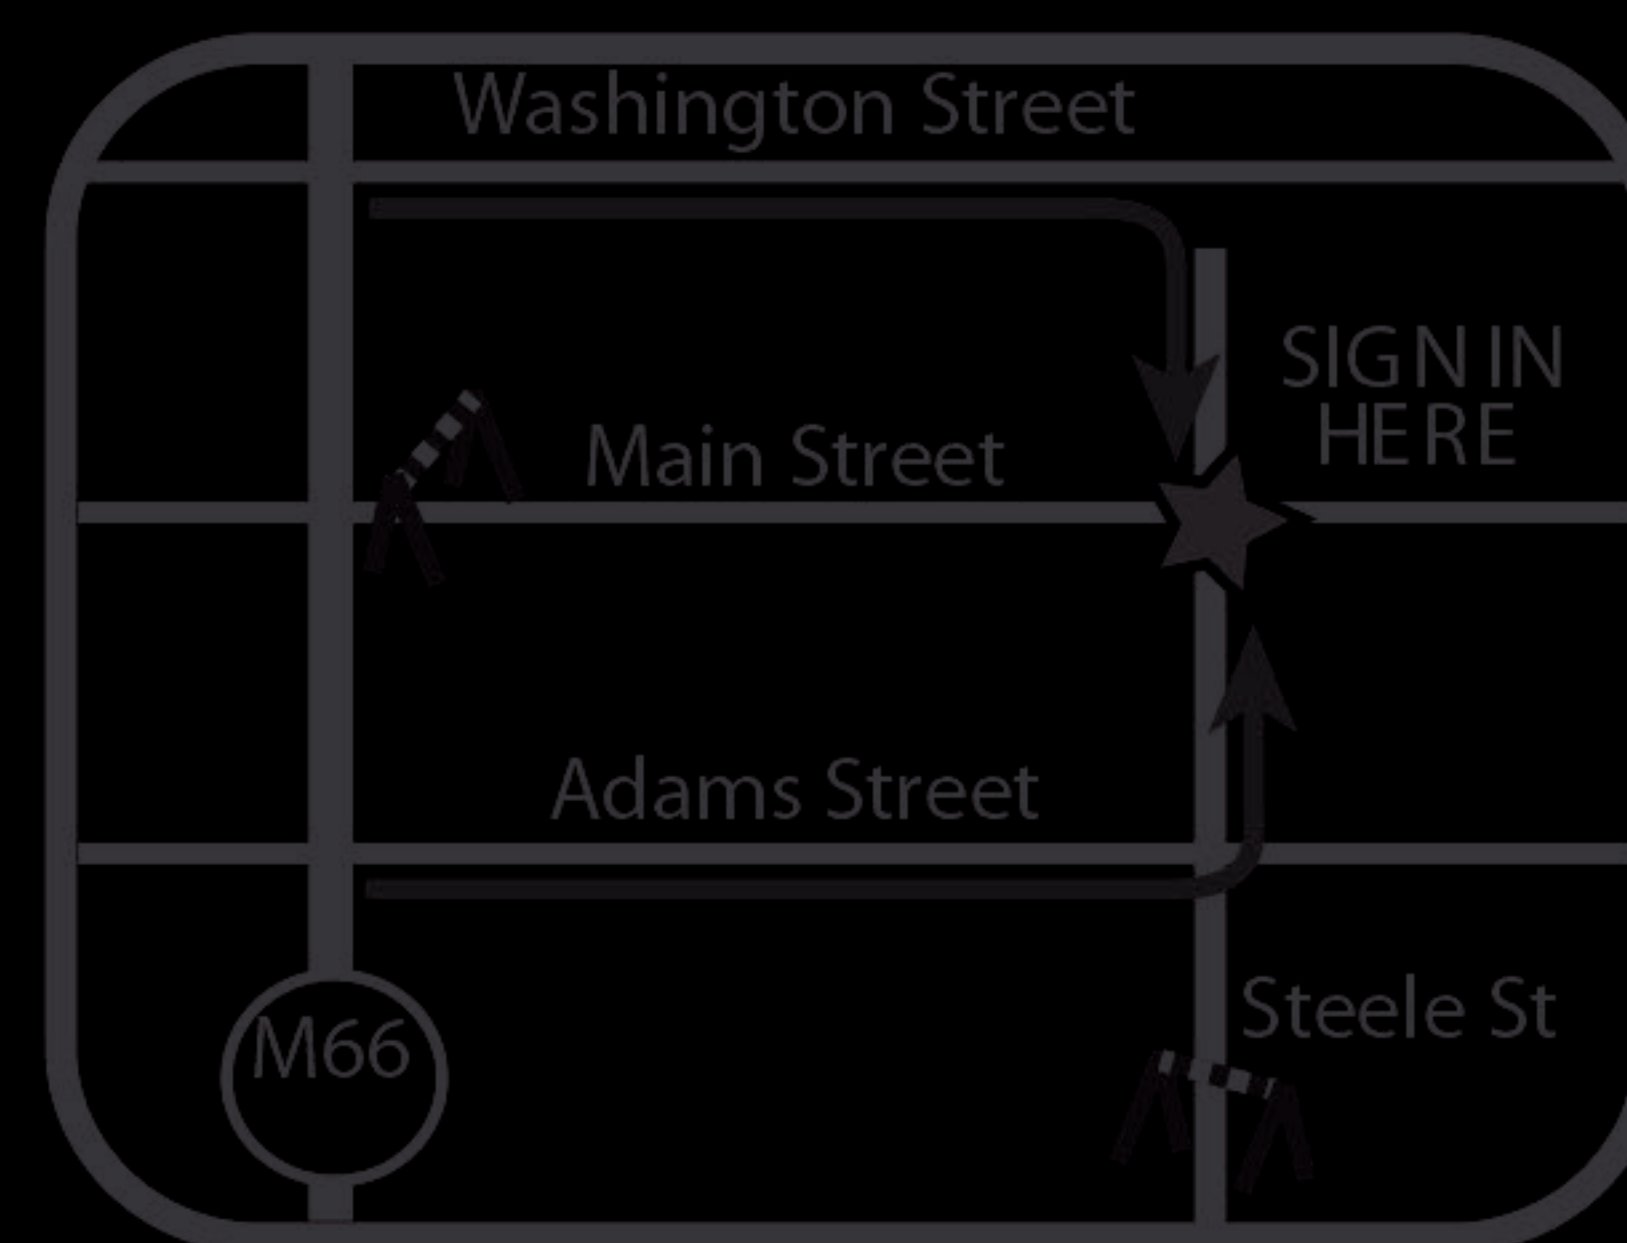 Washington Street
SIGN IN
HERE
Main Street
Adams Street
Steele St
M66